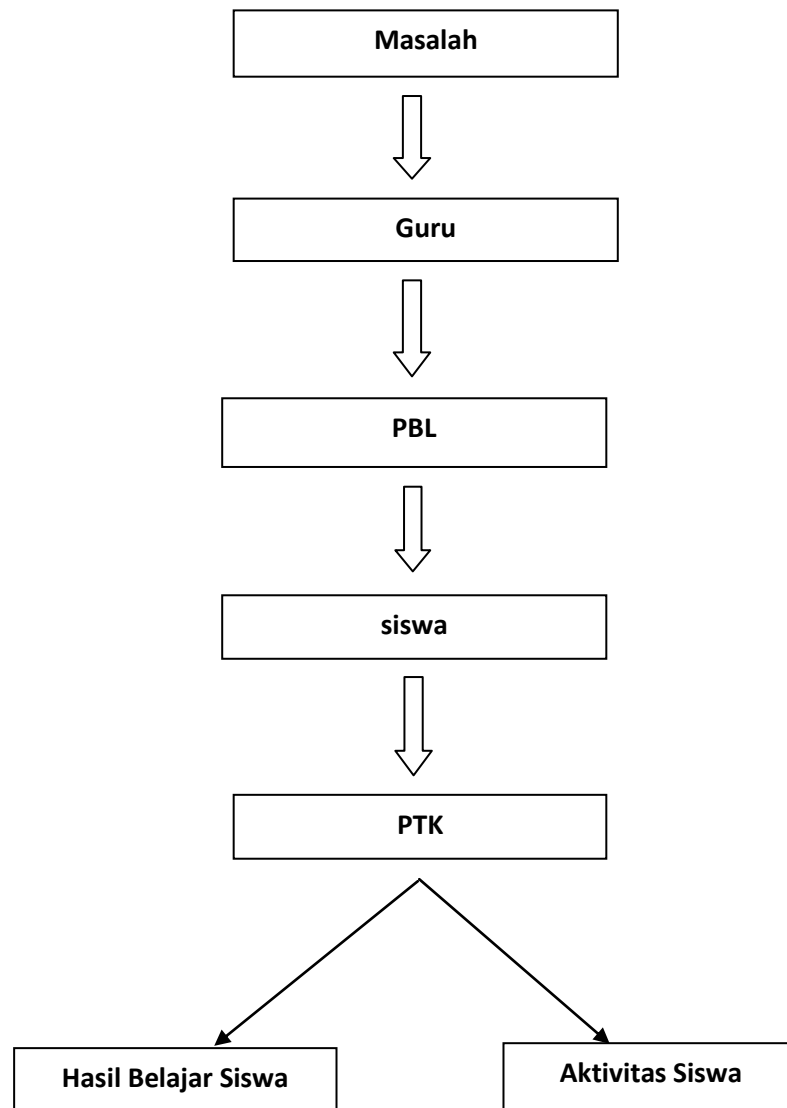 Masalah
Guru
PBL
siswa
PTK
Hasil Belajar Siswa
Aktivitas Siswa